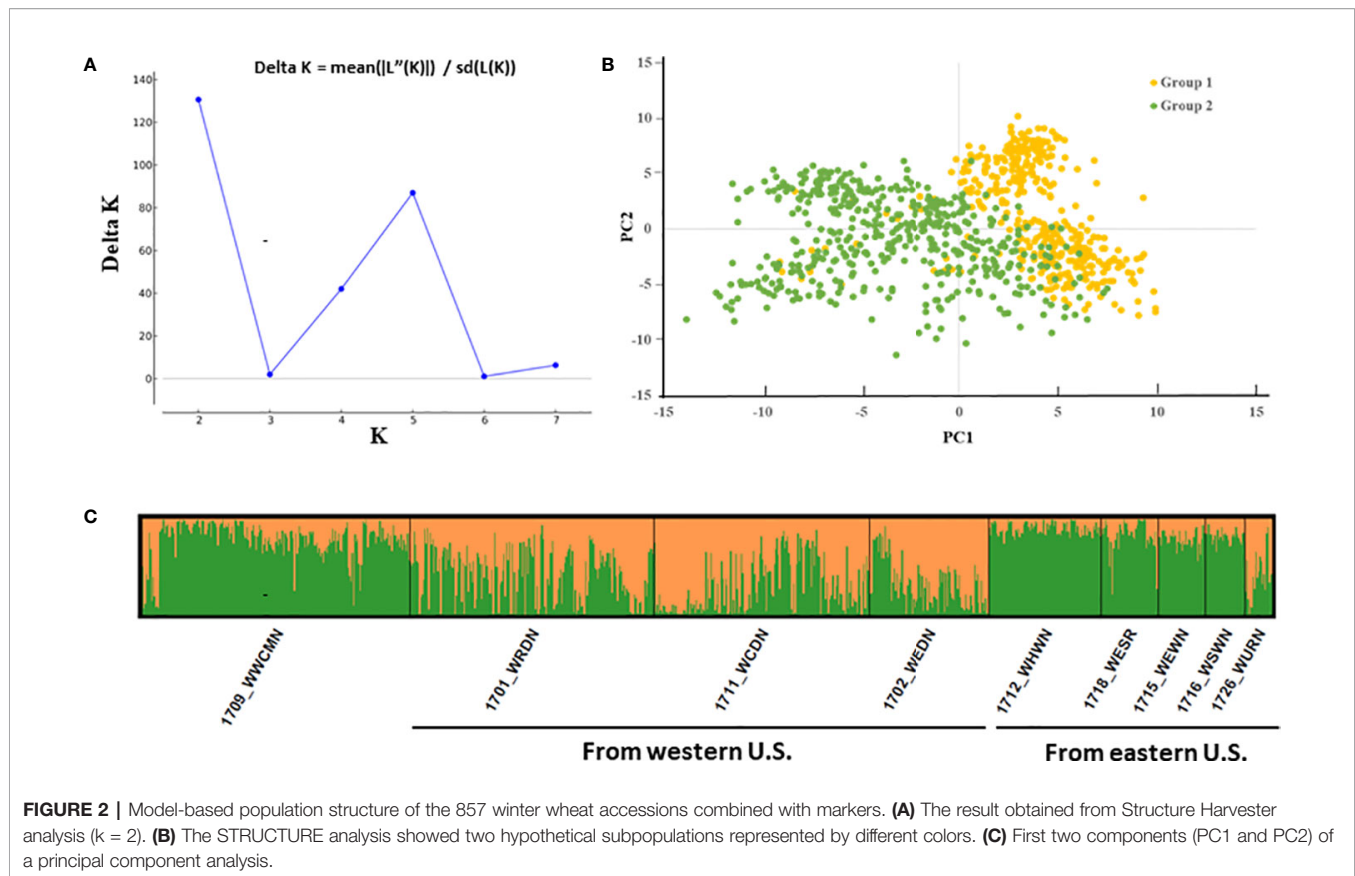 A
Delta K = mean(|L″(K)|) / sd(L(K))
140
120
100
80
60
40
20
0
Delta K
2 3 4 5 6 7
K
B
15
10
5
0
-5
-10
-15
PC2
-15 -10 -5 0 5 10 15
PC1
Group 1
Group 2
C
1709_WWCMN
1701_WRDN
1711_WCDN
1702_WEDN
1712_WHWN
1718_WESR
1715_WEWN
1716_WSWN
1726_WURN
From western U.S.
From eastern U.S.
FIGURE 2 | Model-based population structure of the 857 winter wheat accessions combined with markers. (A) The result obtained from Structure Harvester
analysis (k = 2). (B) The STRUCTURE analysis showed two hypothetical subpopulations represented by different colors. (C) First two components (PC1 and PC2) of
a principal component analysis.